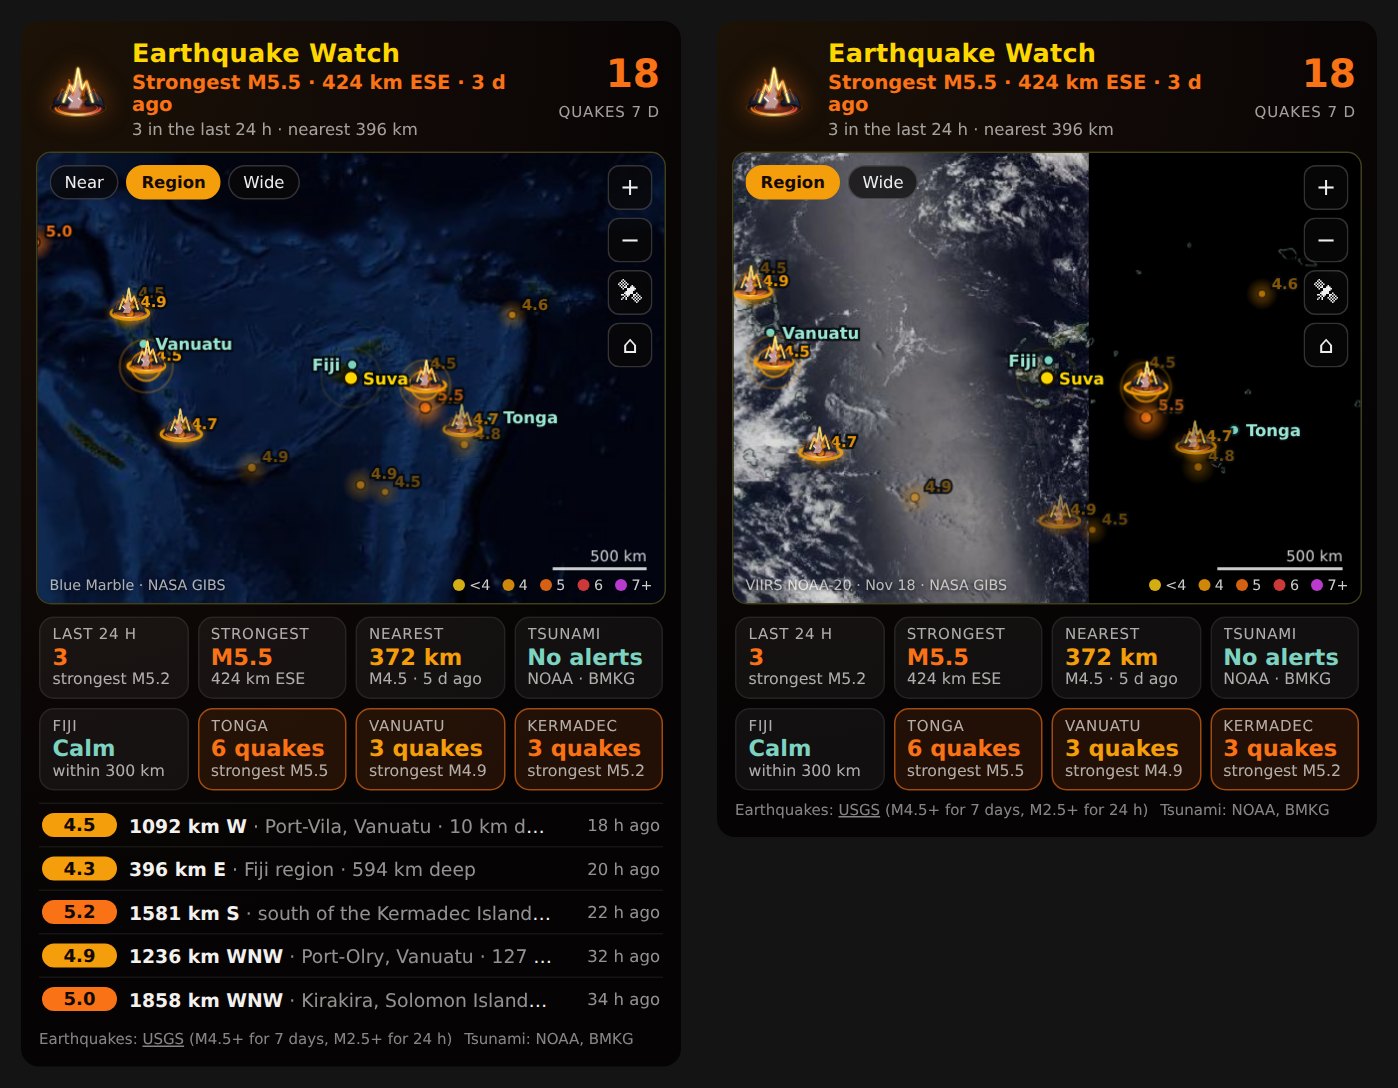 Earthquake Watch
Strongest M5.5 · 424 km ESE · 3 d
ago
3 in the last 24 h · nearest 396 km
18
QUAKES 7 D
Near
Region
Wide
+
−
⌂
5.0
4.5
4.9
Vanuatu
4.5
4.6
Fiji
Suva
4.5
5.5
4.7
Tonga
4.8
4.7
4.9
4.9
4.5
500 km
Blue Marble · NASA GIBS
<4
4
5
6
7+
LAST 24 H
3
strongest M5.2
STRONGEST
M5.5
424 km ESE
NEAREST
372 km
M4.5 · 5 d ago
TSUNAMI
No alerts
NOAA · BMKG
FIJI
Calm
within 300 km
TONGA
6 quakes
strongest M5.5
VANUATU
3 quakes
strongest M4.9
KERMADEC
3 quakes
strongest M5.2
4.5 1092 km W · Port-Vila, Vanuatu · 10 km d... 18 h ago
4.3 396 km E · Fiji region · 594 km deep 20 h ago
5.2 1581 km S · south of the Kermadec Island... 22 h ago
4.9 1236 km WNW · Port-Olry, Vanuatu · 127 ... 32 h ago
5.0 1858 km WNW · Kirakira, Solomon Island... 34 h ago
Earthquakes: USGS (M4.5+ for 7 days, M2.5+ for 24 h) Tsunami: NOAA, BMKG
Earthquake Watch
Strongest M5.5 · 424 km ESE · 3 d
ago
3 in the last 24 h · nearest 396 km
18
QUAKES 7 D
Region
Wide
+
−
⌂
4.5
4.9
Vanuatu
4.5
4.6
Fiji
Suva
4.5
5.5
4.7
Tonga
4.8
4.7
4.9
4.9
4.5
500 km
VIIRS NOAA-20 · Nov 18 · NASA GIBS
<4
4
5
6
7+
LAST 24 H
3
strongest M5.2
STRONGEST
M5.5
424 km ESE
NEAREST
372 km
M4.5 · 5 d ago
TSUNAMI
No alerts
NOAA · BMKG
FIJI
Calm
within 300 km
TONGA
6 quakes
strongest M5.5
VANUATU
3 quakes
strongest M4.9
KERMADEC
3 quakes
strongest M5.2
Earthquakes: USGS (M4.5+ for 7 days, M2.5+ for 24 h) Tsunami: NOAA, BMKG